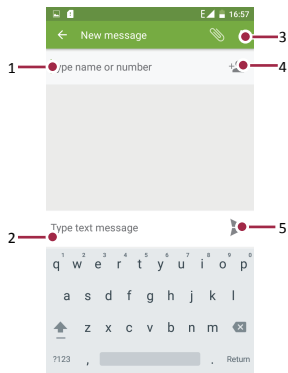 E 16:57
New message
3
1
ype name or number
4
Type text message
5
2
1 2 3 4 5 6 7 8 9 0
q w e r t y u i o p
a s d f g h j k l
z x c v b n m
?123 , . Return